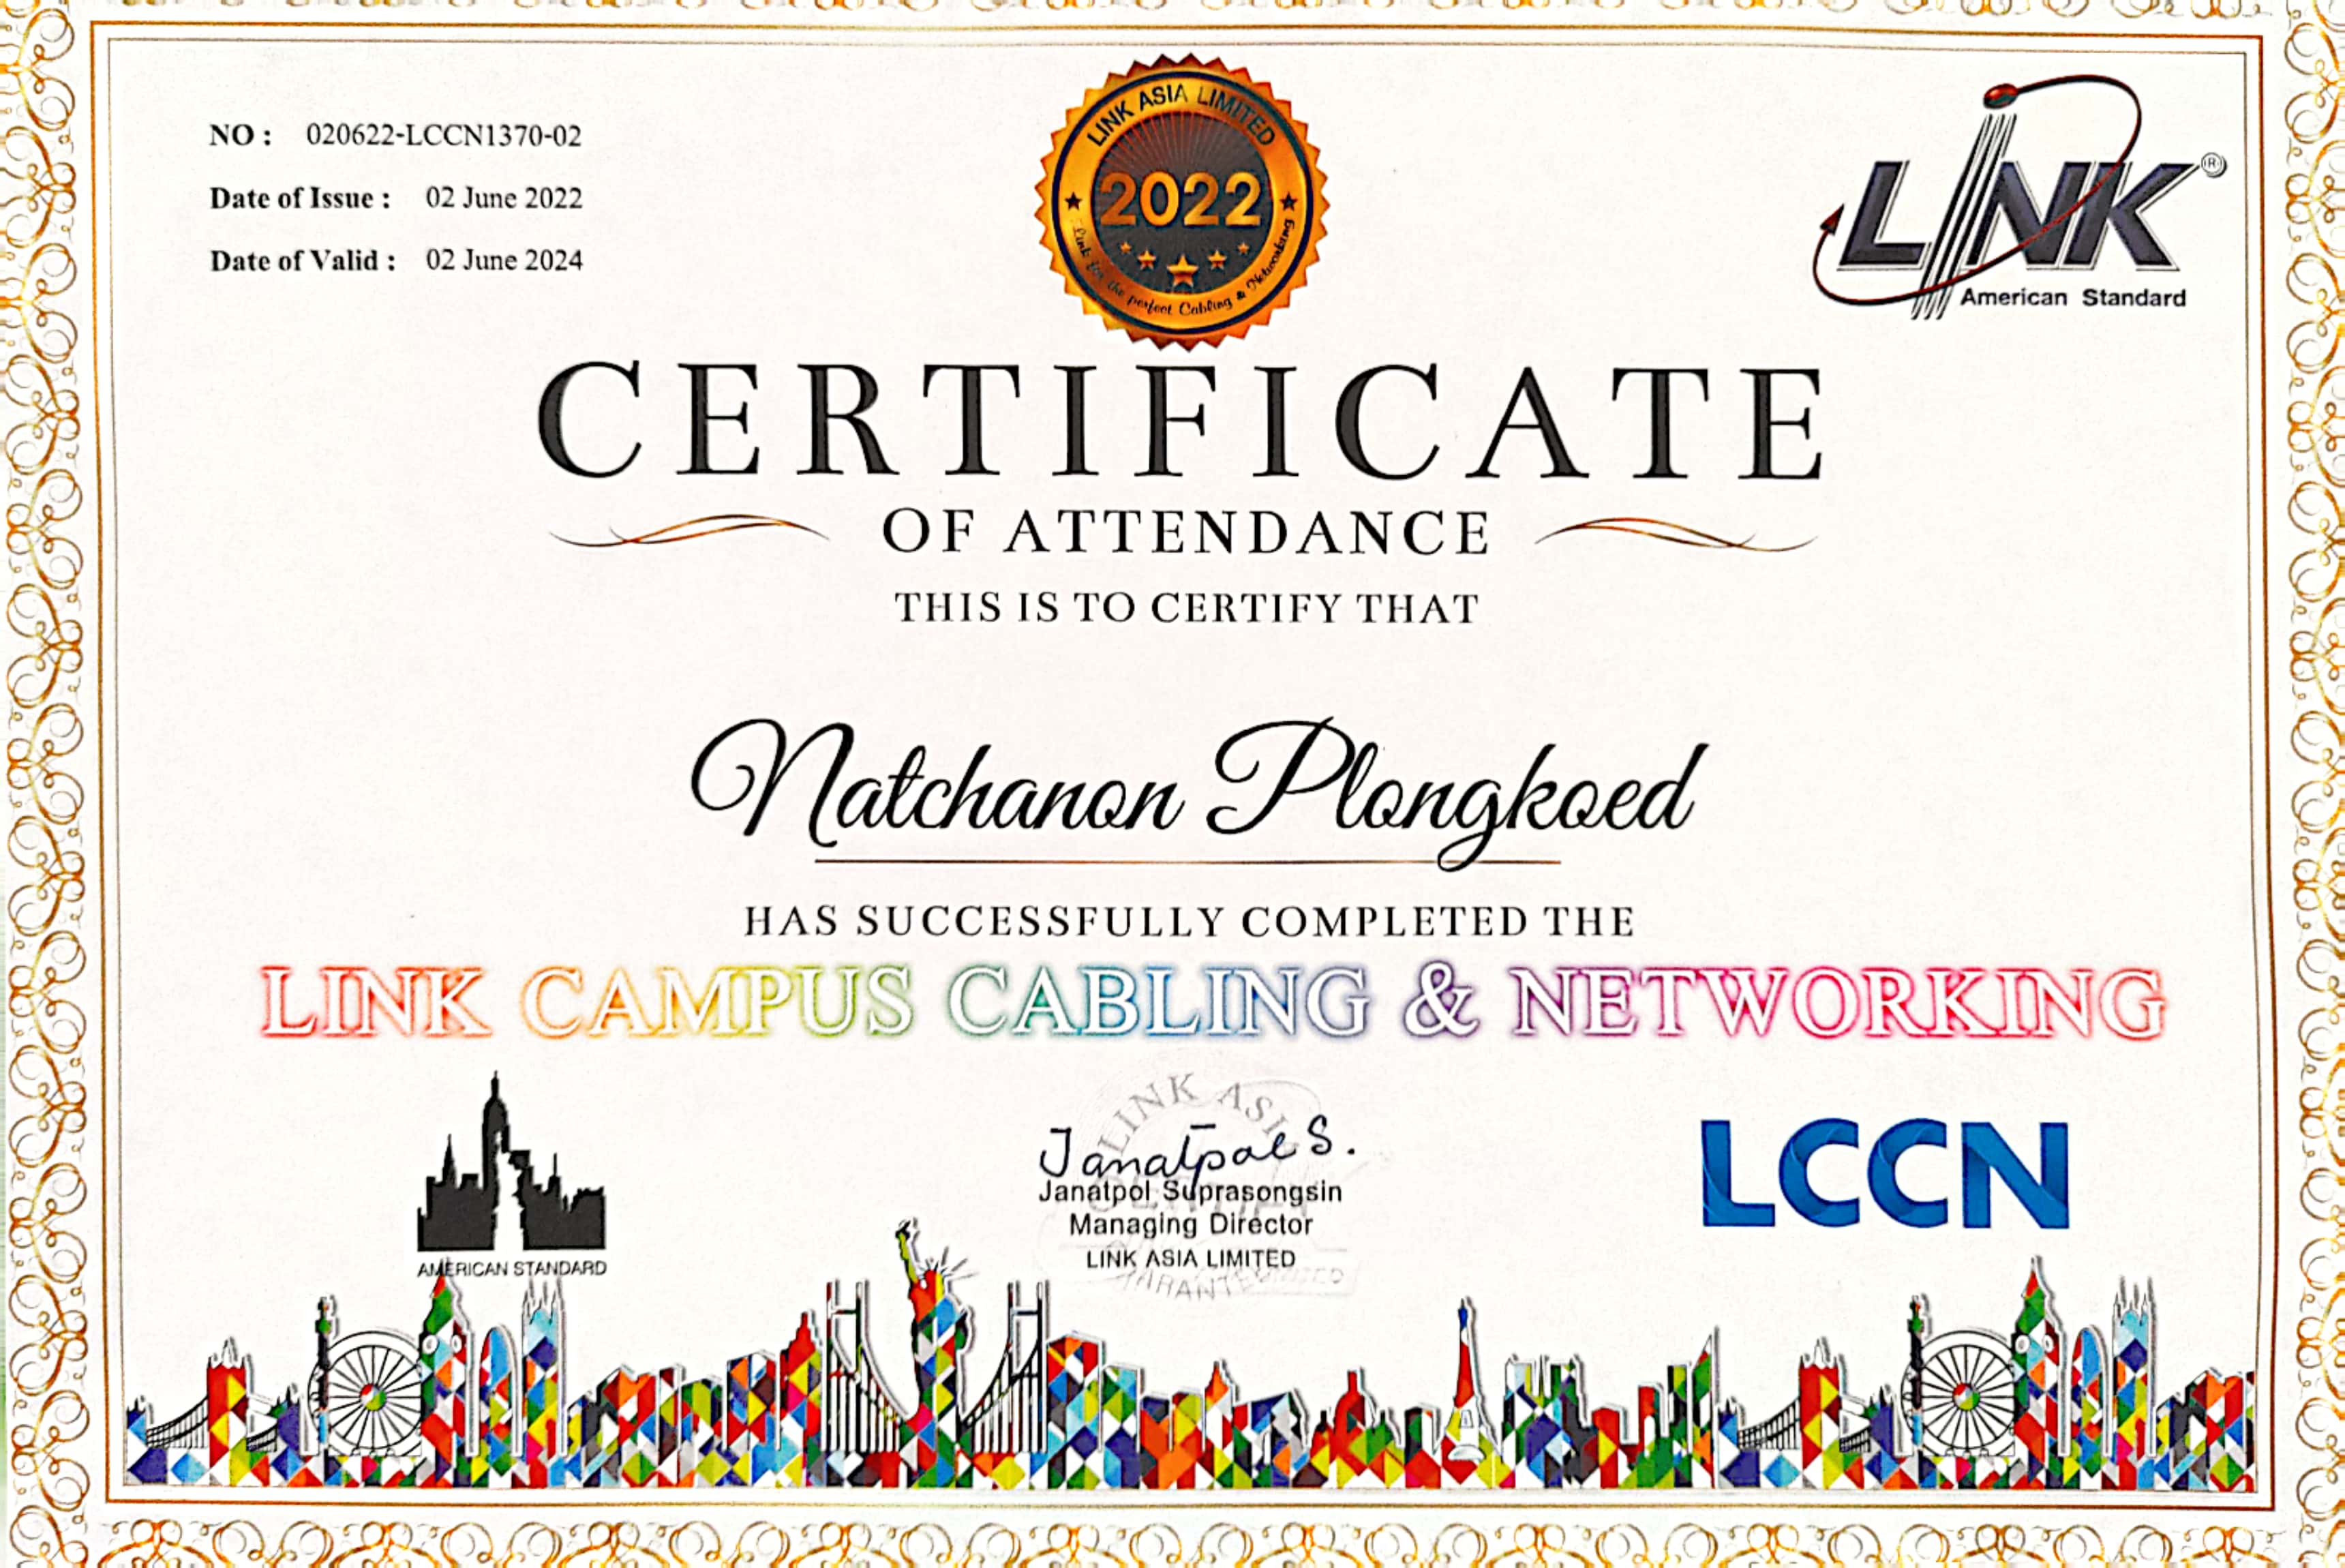 NO : 020622-LCCN1370-02
Date of Issue : 02 June 2022
Date of Valid : 02 June 2024
LINK ASIA LIMITED
2022
Link for the perfect Cabling & Networking
LINK ®
American Standard
CERTIFICATE
OF ATTENDANCE
THIS IS TO CERTIFY THAT
Natchanon Plongkoed
HAS SUCCESSFULLY COMPLETED THE
LINK CAMPUS CABLING & NETWORKING
AMERICAN STANDARD
LINK ASIA
Janatpol S.
Janatpol Suprasongsin
Managing Director
LINK ASIA LIMITED
LCCN